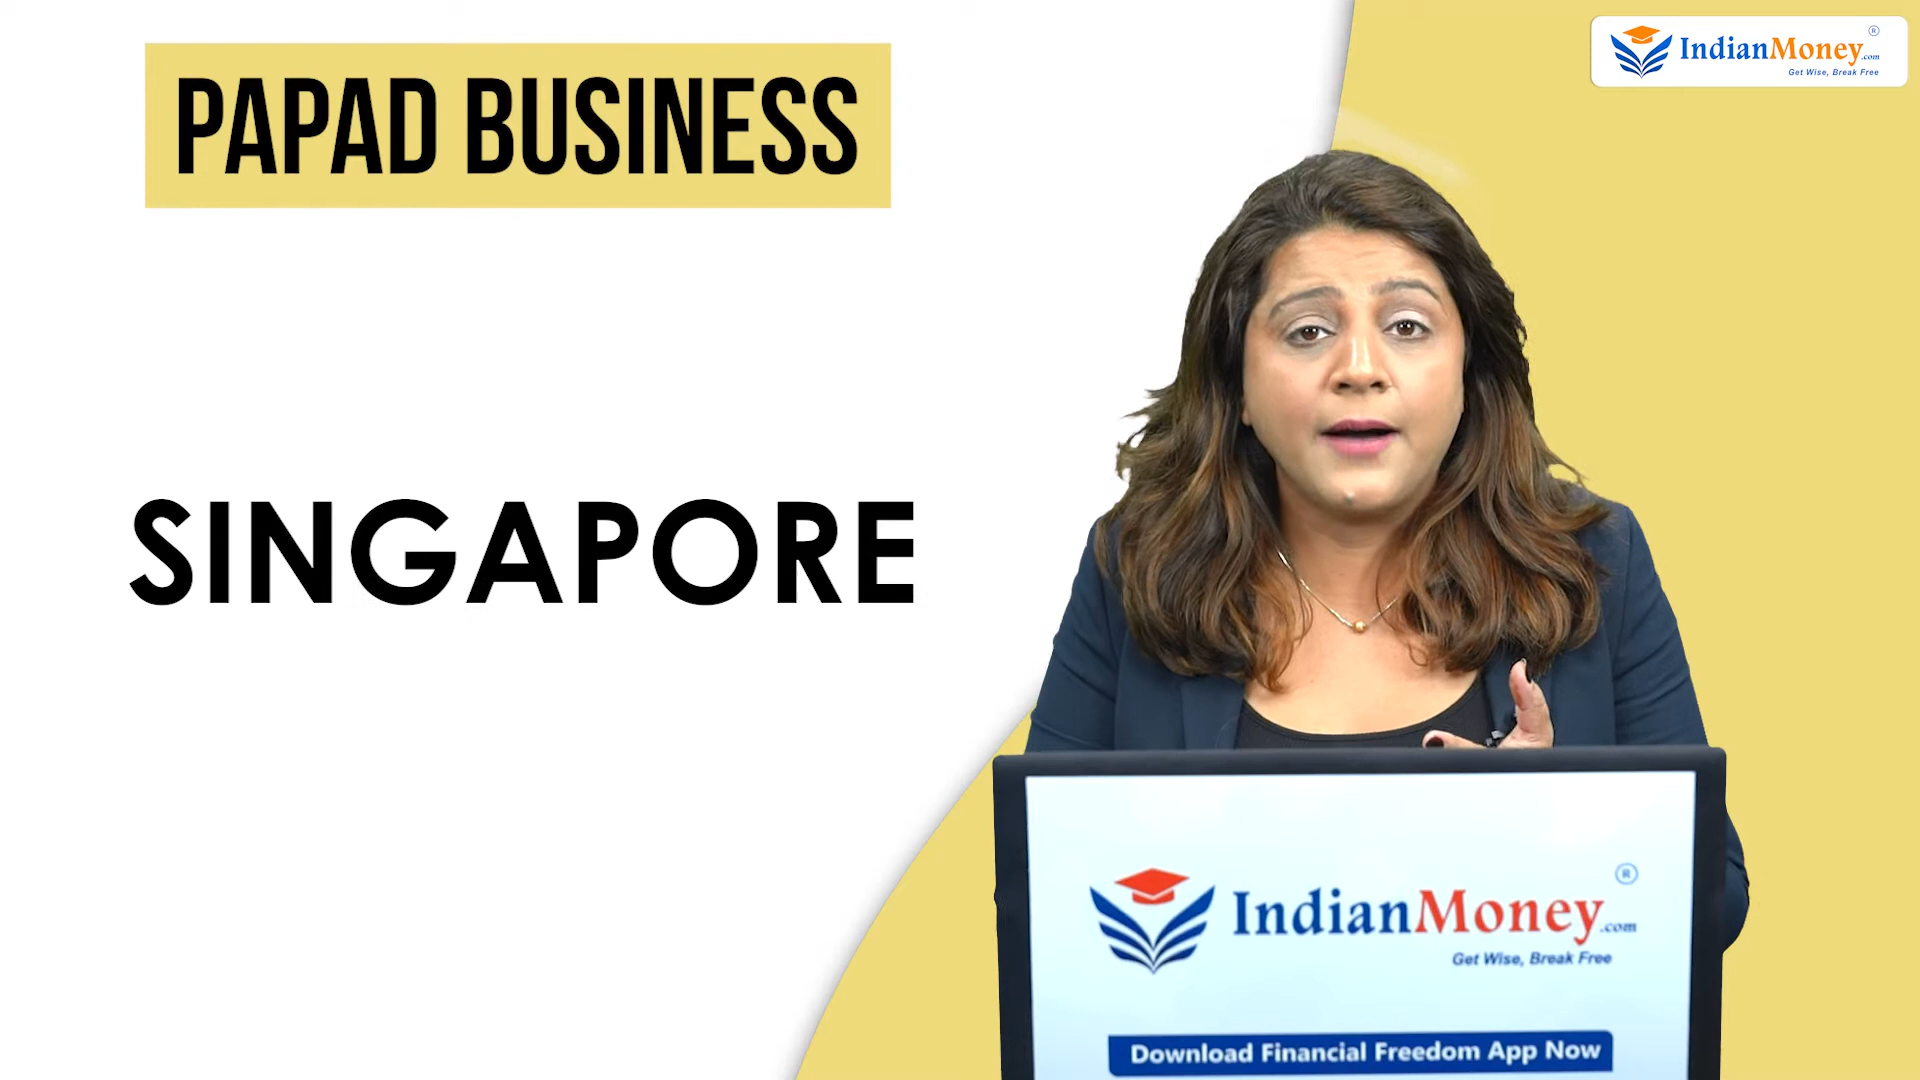 PAPAD BUSINESS
IndianMoney.com ®
Get Wise, Break Free
SINGAPORE
IndianMoney.com ®
Get Wise, Break Free
Download Financial Freedom App Now